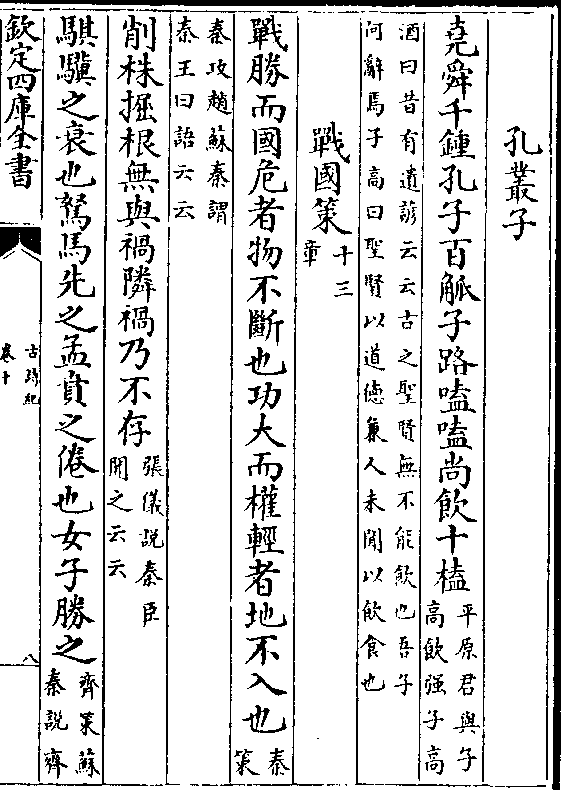 孔叢子
堯舜千鍾孔子百觚子路嗑嗑尚飲十榼
平原君與子
高飲强子高
酒曰昔有遺諺云云古之聖賢無不能飲也吾子
何辭焉子高曰聖賢以道德兼人未聞以飲食也
戰國策
十三
章
戰勝而國危者物不斷也功大而權輕者地不入也
秦
策
秦攻趙蘇秦謂
秦王曰語云云
削株掘根無與禍隣禍乃不存
張儀説秦臣
聞之云云
騏驥之衰也駑馬先之孟賁之倦也女子勝之
齊策蘇
秦説齊
欽定四庫全書
古詩紀
卷十
八